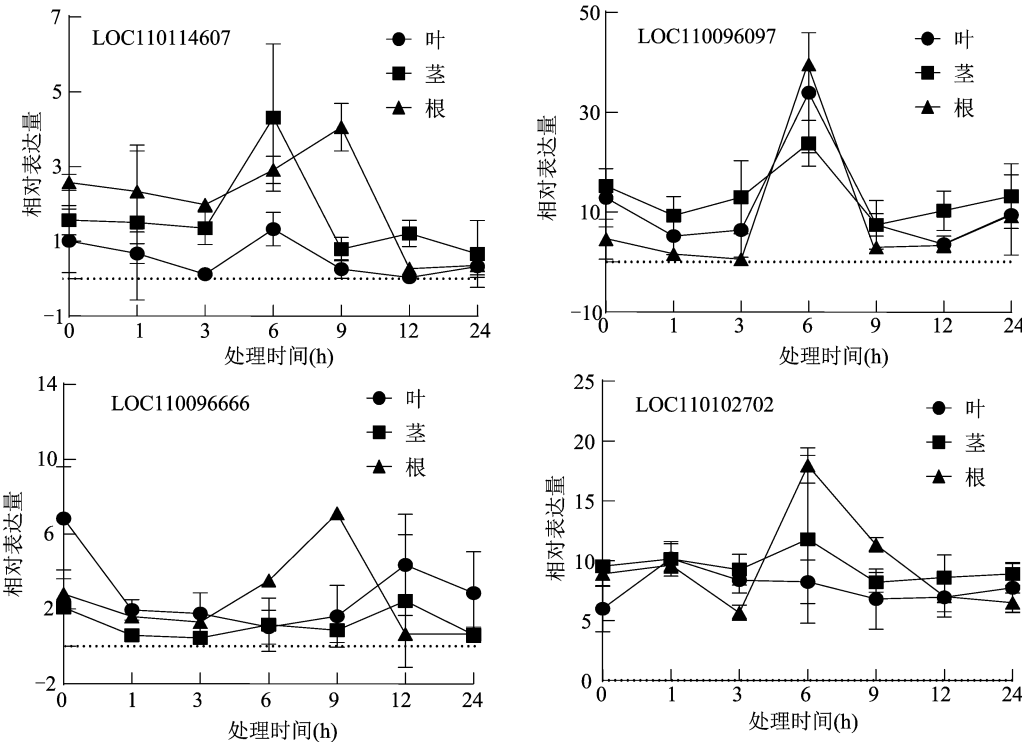 7
LOC110114607
叶
茎
根
5
3
1
−1
相对表达量
0 1 3 6 9 12 24
处理时间(h)
50
LOC110096097
叶
茎
根
30
10
−10
相对表达量
0 1 3 6 9 12 24
处理时间(h)
14
LOC110096666
叶
茎
根
10
6
2
−2
相对表达量
0 1 3 6 9 12 24
处理时间(h)
25
LOC110102702
叶
茎
根
20
15
10
5
0
相对表达量
0 1 3 6 9 12 24
处理时间(h)